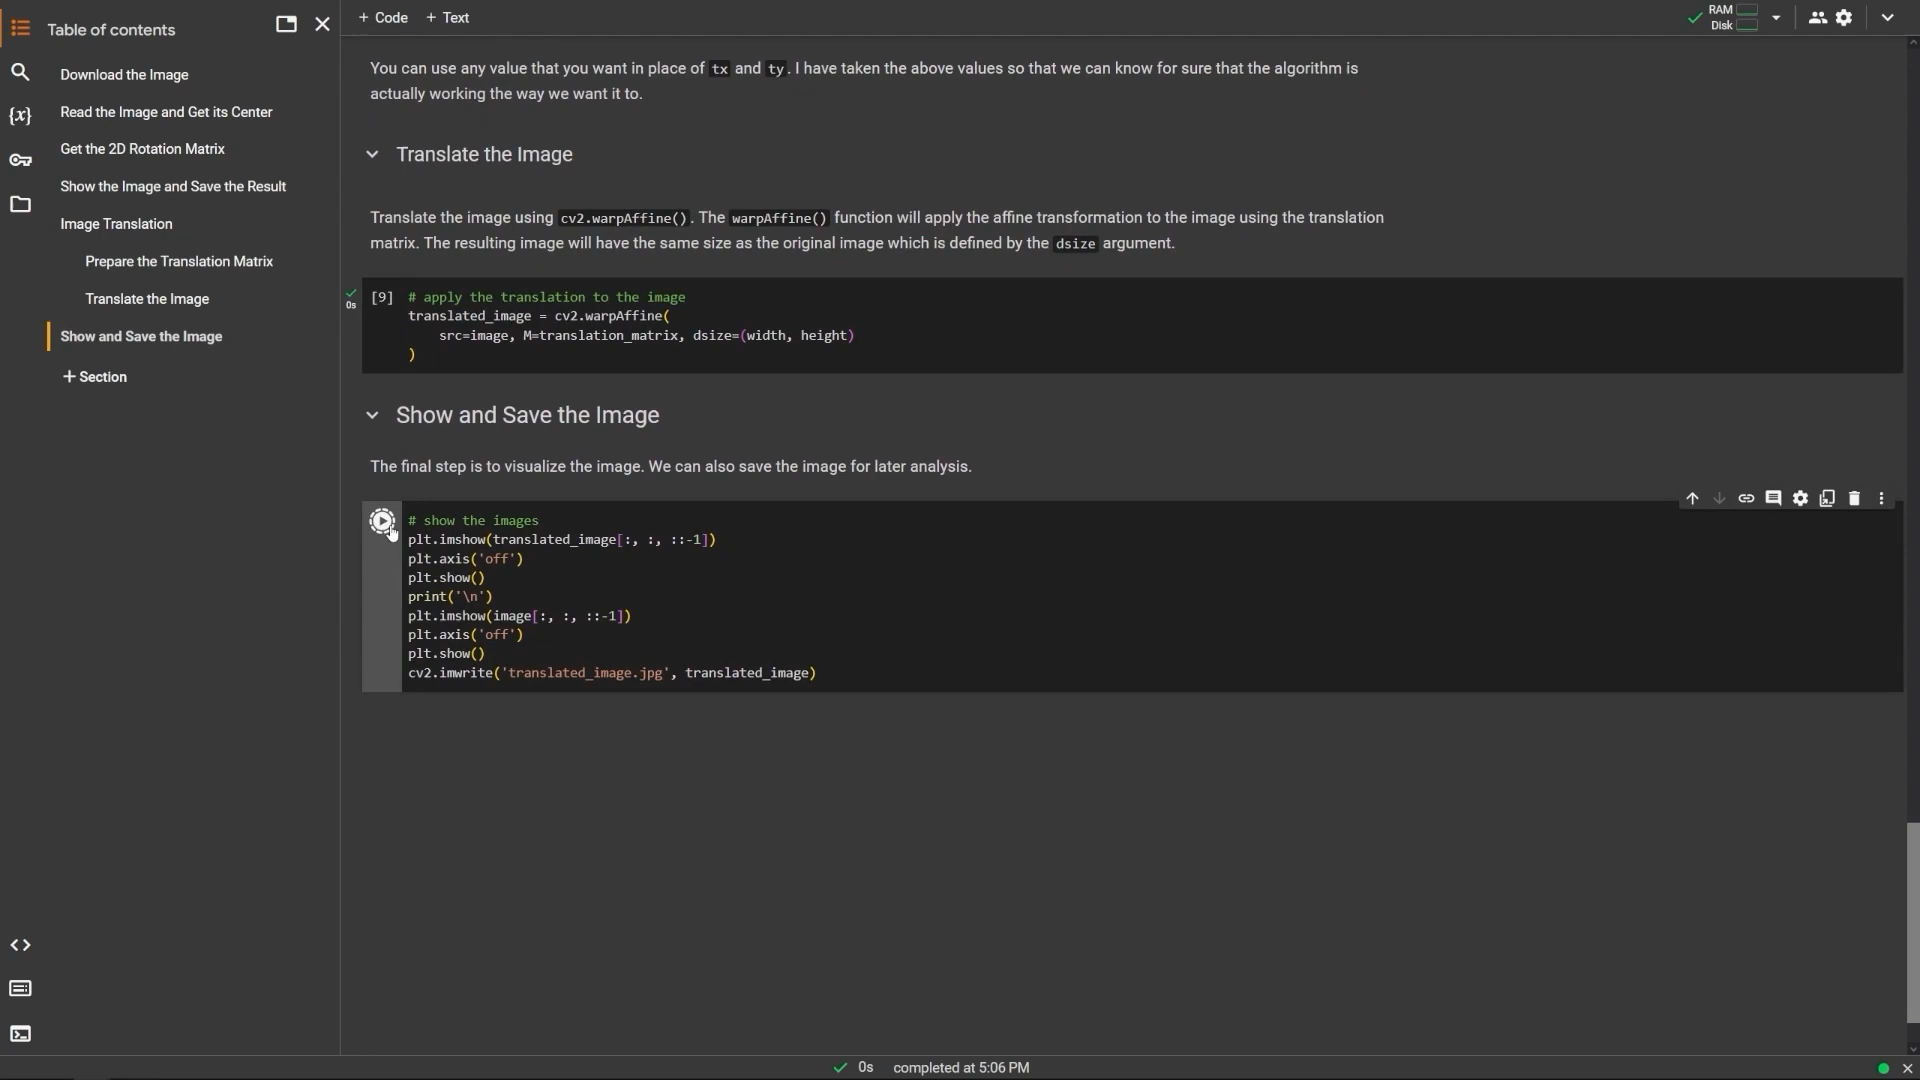 Table of contents
Download the Image
Read the Image and Get its Center
Get the 2D Rotation Matrix
Show the Image and Save the Result
Image Translation
Prepare the Translation Matrix
Translate the Image
Show and Save the Image
+ Section
{x}
+ Code + Text
RAM
Disk
You can use any value that you want in place of tx and ty. I have taken the above values so that we can know for sure that the algorithm is
actually working the way we want it to.
Translate the Image
Translate the image using cv2.warpAffine(). The warpAffine() function will apply the affine transformation to the image using the translation
matrix. The resulting image will have the same size as the original image which is defined by the dsize argument.
0s
[9] # apply the translation to the image
translated_image = cv2.warpAffine(
    src=image, M=translation_matrix, dsize=(width, height)
)
Show and Save the Image
The final step is to visualize the image. We can also save the image for later analysis.
# show the images
plt.imshow(translated_image[:, :, ::-1])
plt.axis('off')
plt.show()
print('\n')
plt.imshow(image[:, :, ::-1])
plt.axis('off')
plt.show()
cv2.imwrite('translated_image.jpg', translated_image)
0s completed at 5:06 PM